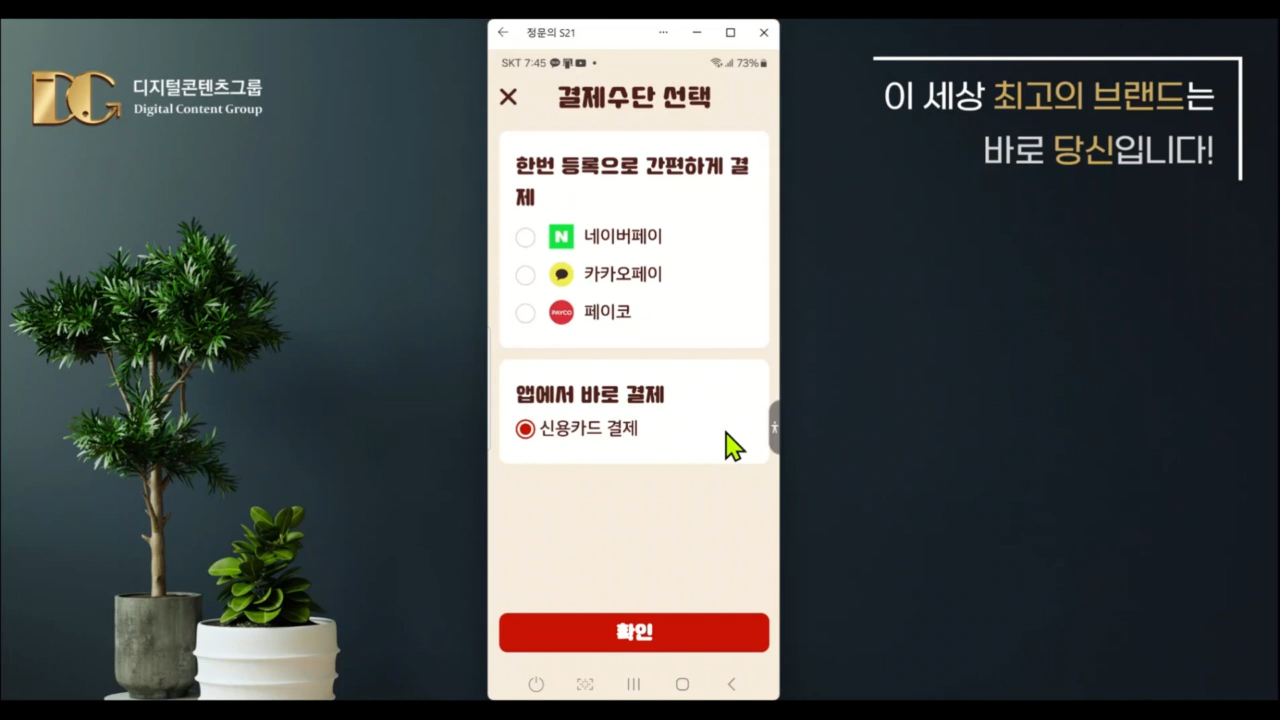 디지털콘텐츠그룹
Digital Content Group
이 세상 최고의 브랜드는
바로 당신입니다!
정문의 S21
SKT 7:45
73%
결제수단 선택
한번 등록으로 간편하게 결
제
N 네이버페이
카카오페이
PAYCO 페이코
앱에서 바로 결제
신용카드 결제
확인